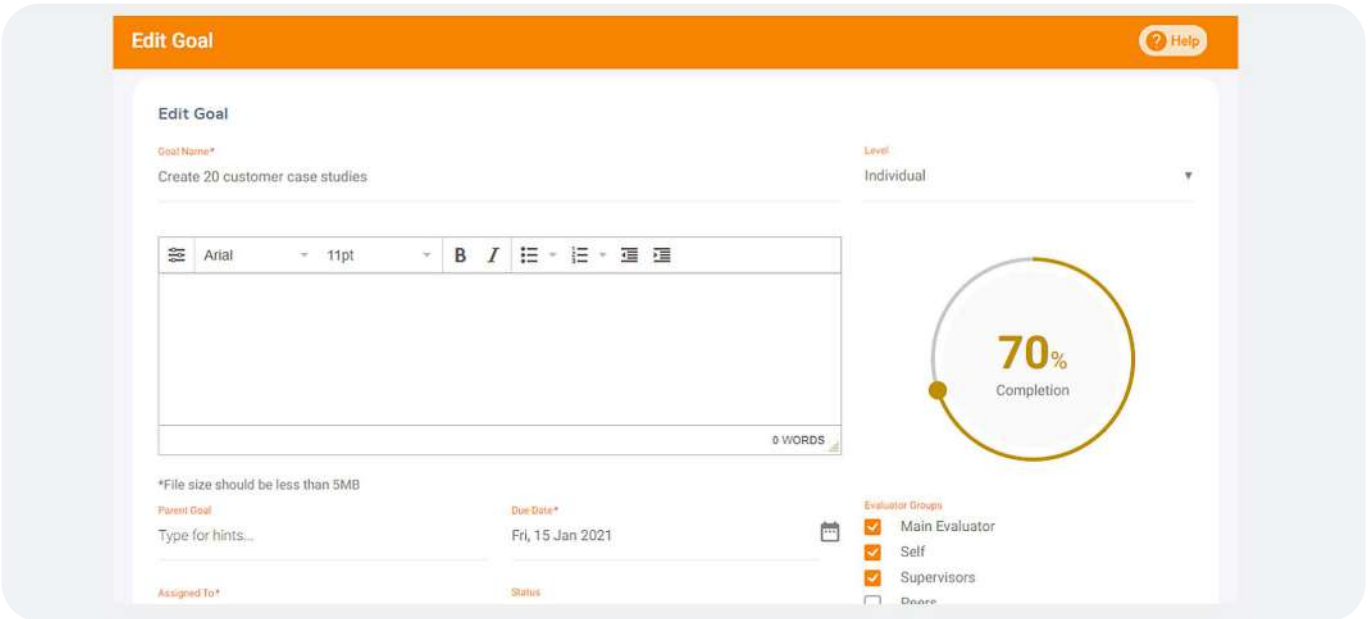 Edit Goal
? Help
Edit Goal
Goal Name*
Create 20 customer case studies
Level
Individual
Arial 11pt B I
0 WORDS
70%
Completion
*File size should be less than 5MB
Parent Goal
Type for hints...
Due Date*
Fri, 15 Jan 2021
Evaluator Groups
Main Evaluator
Self
Supervisors
Peers
Assigned To*
Status